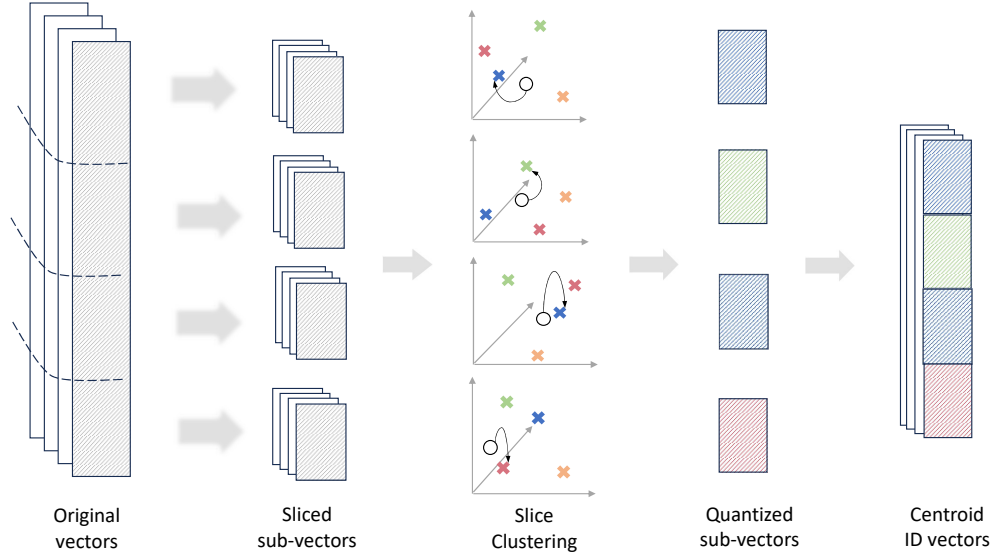 Original
vectors
Sliced
sub-vectors
Slice
Clustering
Quantized
sub-vectors
Centroid
ID vectors